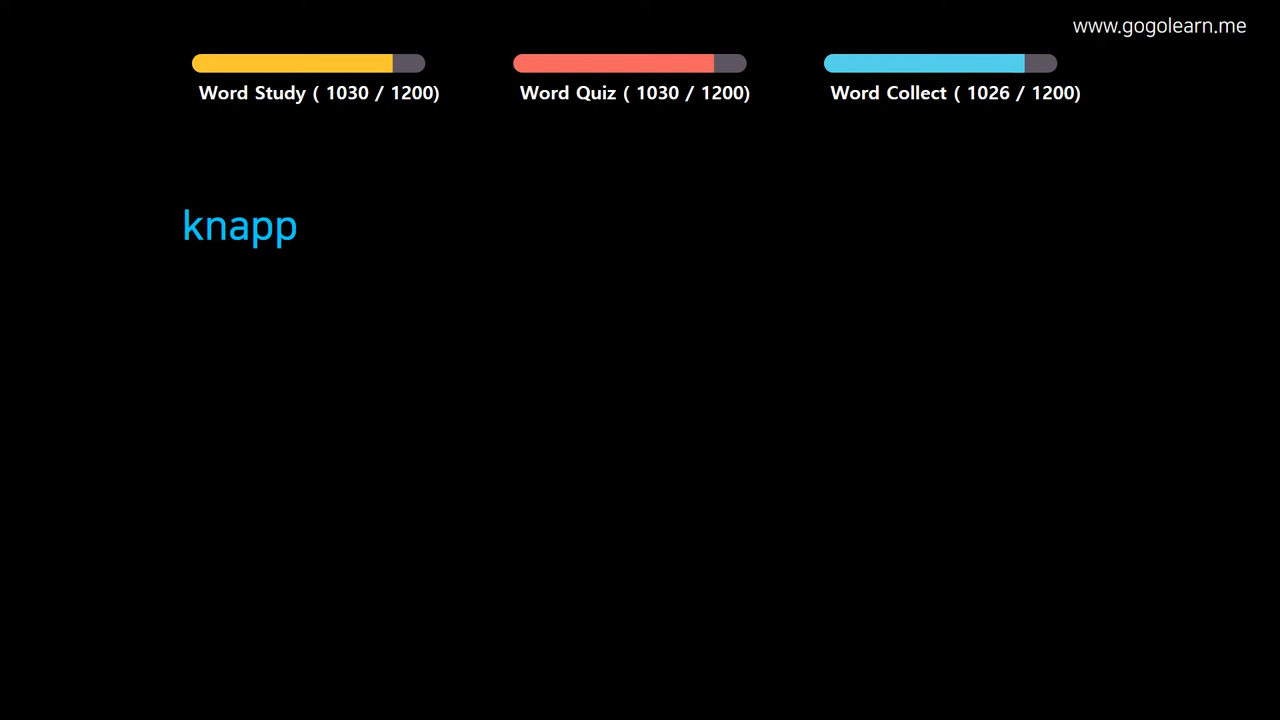 www.gogolearn.me
Word Study ( 1030 / 1200)
Word Quiz ( 1030 / 1200)
Word Collect ( 1026 / 1200)
knapp